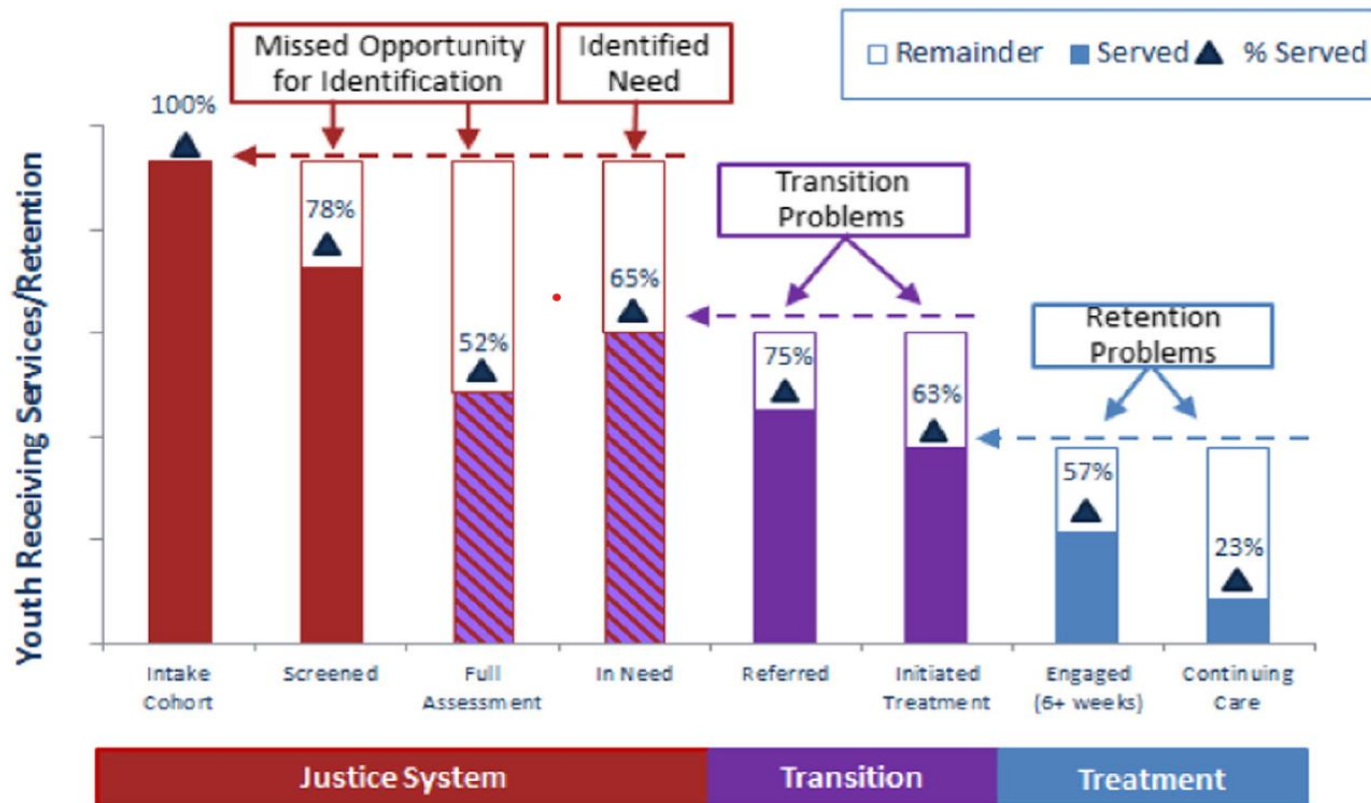 Missed Opportunity
for Identification
Identified
Need
Remainder Served % Served
100%
78%
52%
65%
Transition
Problems
75%
63%
Retention
Problems
57%
23%
Youth Receiving Services/Retention
Intake
Cohort
Screened
Full
Assessment
In Need
Referred
Initiated
Treatment
Engaged
(6+ weeks)
Continuing
Care
Justice System
Transition
Treatment